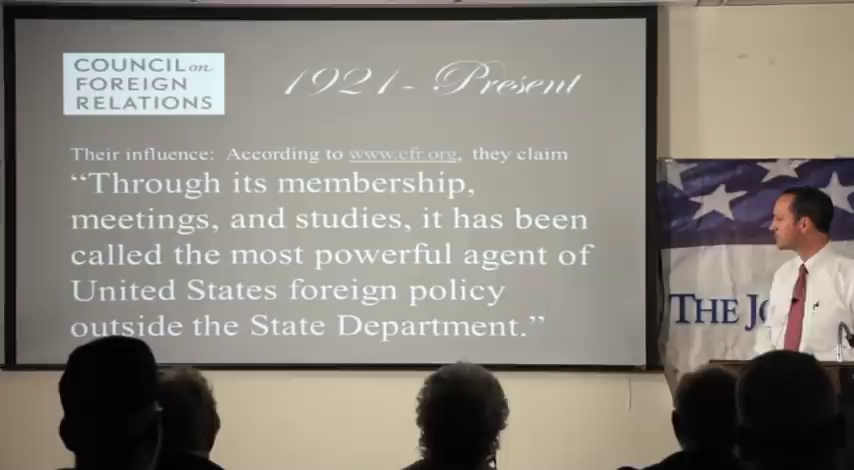 COUNCIL on
FOREIGN
RELATIONS
1921- Present
Their influence: According to www.cfr.org, they claim
“Through its membership,
meetings, and studies, it has been
called the most powerful agent of
United States foreign policy
outside the State Department.”
THE